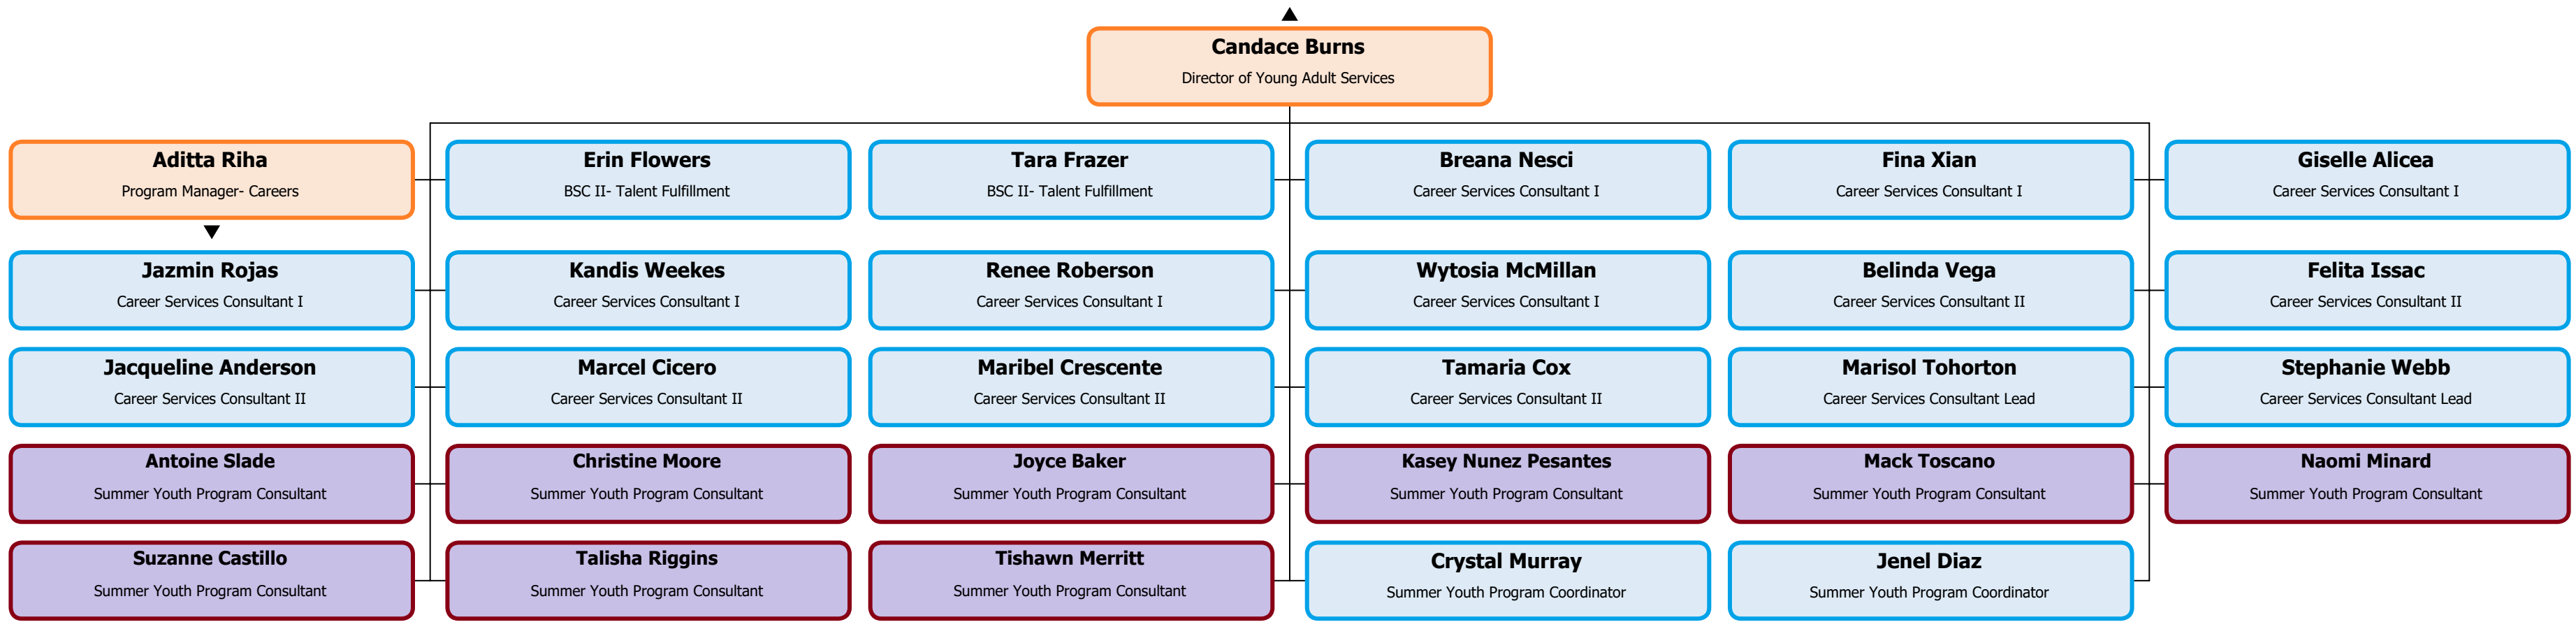 Candace Burns
Director of Young Adult Services
Aditta Riha
Program Manager- Careers
Erin Flowers
BSC II- Talent Fulfillment
Tara Frazer
BSC II- Talent Fulfillment
Breana Nesci
Career Services Consultant I
Fina Xian
Career Services Consultant I
Giselle Alicea
Career Services Consultant I
Jazmin Rojas
Career Services Consultant I
Kandis Weekes
Career Services Consultant I
Renee Roberson
Career Services Consultant I
Wytosia McMillan
Career Services Consultant I
Belinda Vega
Career Services Consultant II
Felita Issac
Career Services Consultant II
Jacqueline Anderson
Career Services Consultant II
Marcel Cicero
Career Services Consultant II
Maribel Crescente
Career Services Consultant II
Tamaria Cox
Career Services Consultant II
Marisol Tohorton
Career Services Consultant Lead
Stephanie Webb
Career Services Consultant Lead
Antoine Slade
Summer Youth Program Consultant
Christine Moore
Summer Youth Program Consultant
Joyce Baker
Summer Youth Program Consultant
Kasey Nunez Pesantes
Summer Youth Program Consultant
Mack Toscano
Summer Youth Program Consultant
Naomi Minard
Summer Youth Program Consultant
Suzanne Castillo
Summer Youth Program Consultant
Talisha Riggins
Summer Youth Program Consultant
Tishawn Merritt
Summer Youth Program Consultant
Crystal Murray
Summer Youth Program Coordinator
Jenel Diaz
Summer Youth Program Coordinator